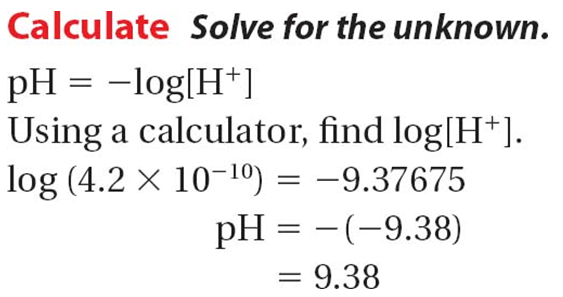 Calculate Solve for the unknown.
pH = −log[H⁺]
Using a calculator, find log[H⁺].
log (4.2 × 10⁻¹⁰) = −9.37675
pH = −(−9.38)
= 9.38